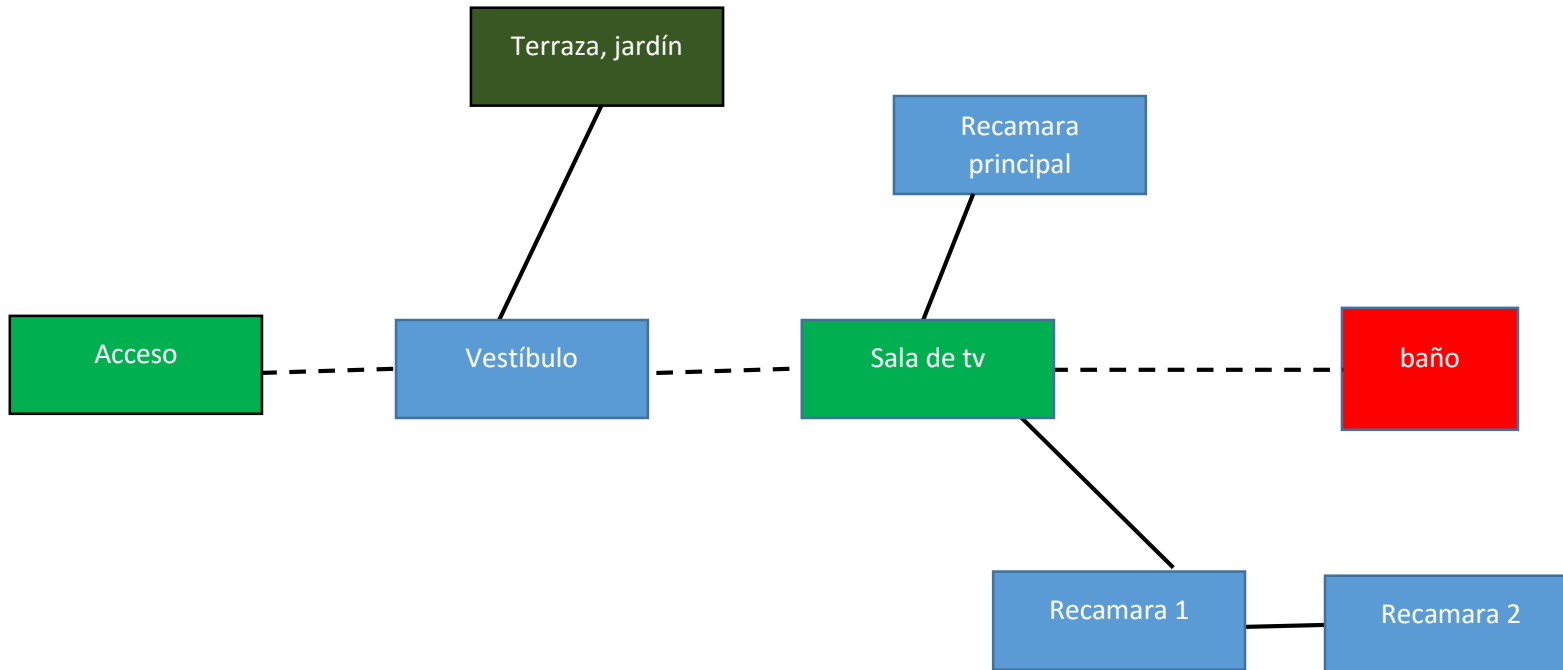 Terraza, jardín
Recamara
principal
Acceso
Vestíbulo
Sala de tv
baño
Recamara 1
Recamara 2